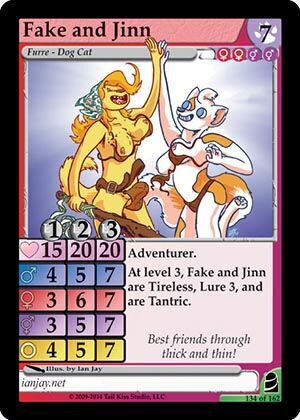 Fake and Jinn
7
Furre - Dog Cat
1 2 3
15 20 20
4 5 7
3 6 7
3 5 7
4 5 7
Adventurer.
At level 3, Fake and Jinn
are Tireless, Lure 3, and
are Tantric.
Best friends through
thick and thin!
Illus. by Ian Jay
ianjay.net
©2009-2014 Tail Kiss Studio, LLC
134 of 162